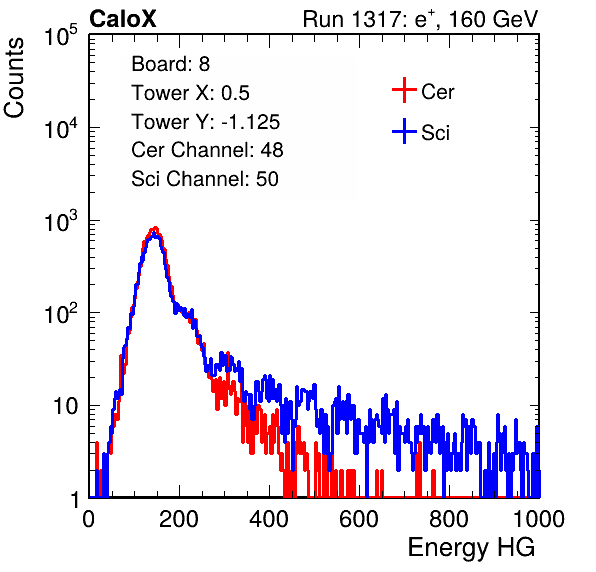 CaloX Run 1317: e⁺, 160 GeV
Counts
10⁵
10⁴
10³
10²
10
1
Board: 8
Tower X: 0.5
Tower Y: -1.125
Cer Channel: 48
Sci Channel: 50
Cer
Sci
0 200 400 600 800 1000
Energy HG